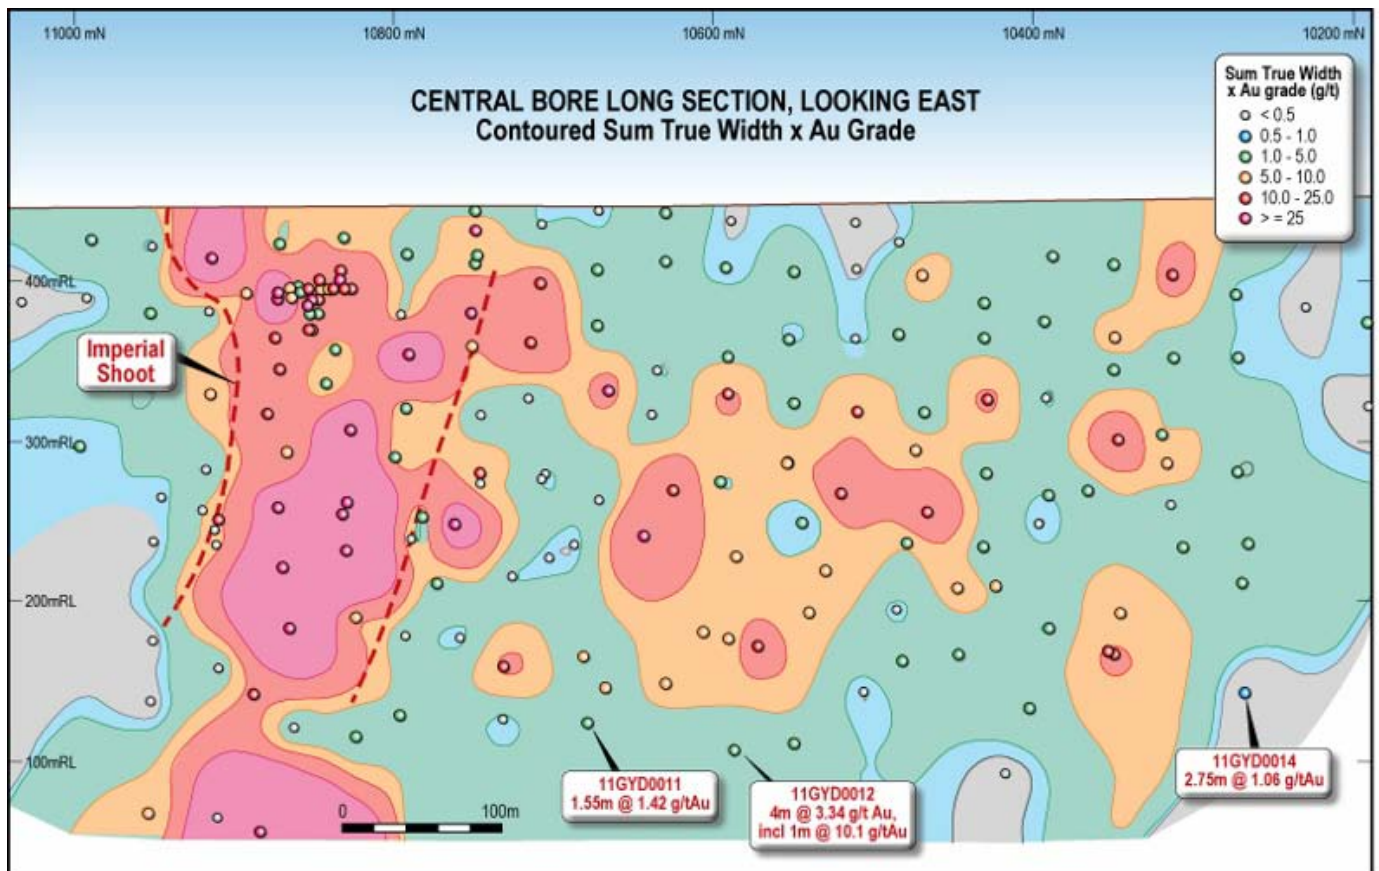 11000 mN
10800 mN
10600 mN
10400 mN
10200 mN
CENTRAL BORE LONG SECTION, LOOKING EAST
Contoured Sum True Width x Au Grade
Sum True Width
x Au grade (g/t)
< 0.5
0.5 - 1.0
1.0 - 5.0
5.0 - 10.0
10.0 - 25.0
> = 25
400mRL
Imperial
Shoot
300mRL
200mRL
100mRL
0
100m
11GYD0011
1.55m @ 1.42 g/tAu
11GYD0012
4m @ 3.34 g/t Au,
incl 1m @ 10.1 g/tAu
11GYD0014
2.75m @ 1.06 g/tAu